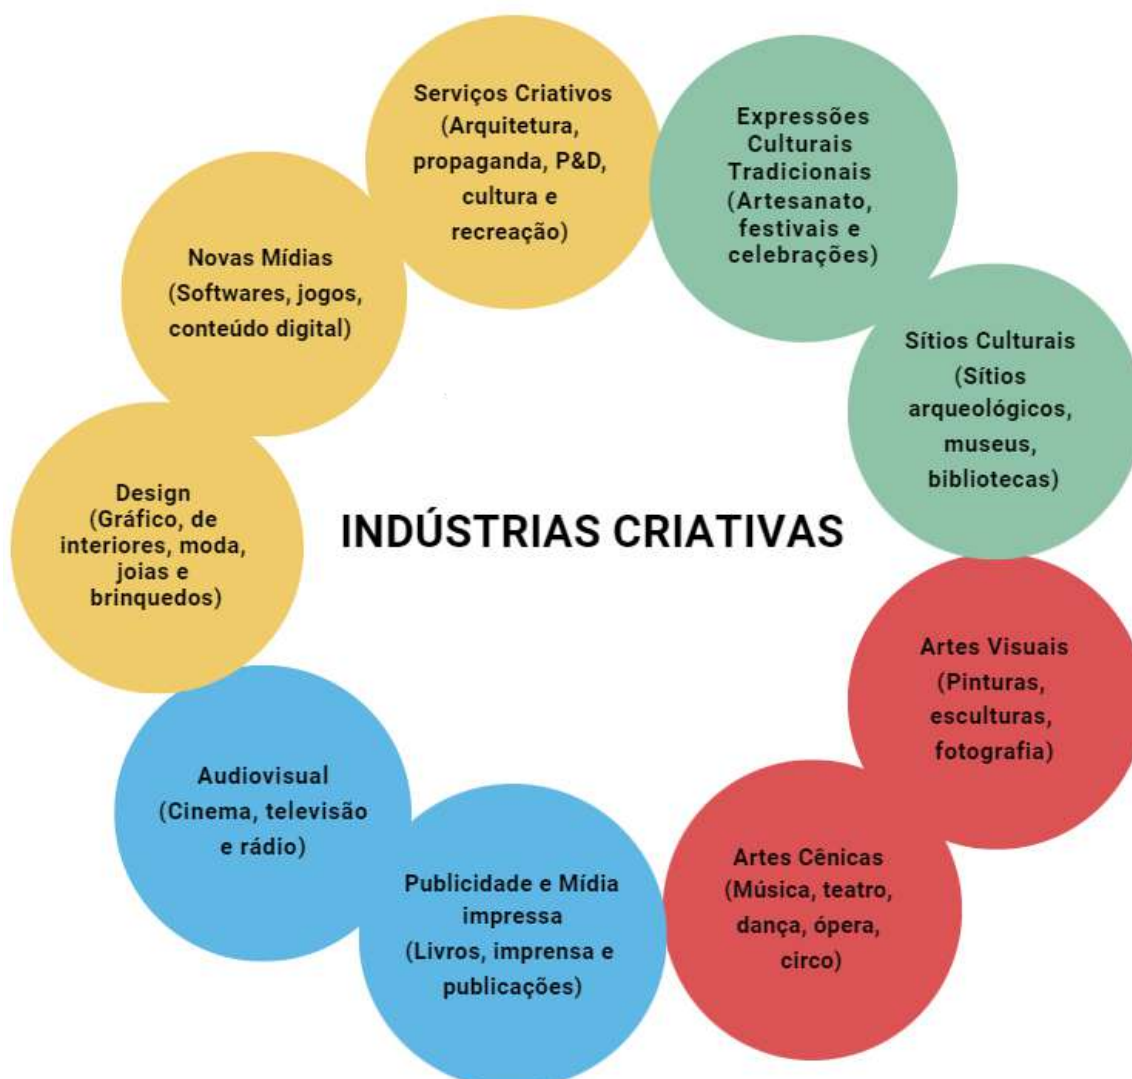 Serviços Criativos
(Arquitetura,
propaganda, P&D,
cultura e
recreação)
Expressões
Culturais
Tradicionais
(Artesanato,
festivais e
celebrações)
Sítios Culturais
(Sítios
arqueológicos,
museus,
bibliotecas)
Artes Visuais
(Pinturas,
esculturas,
fotografia)
Artes Cênicas
(Música, teatro,
dança, ópera,
circo)
Publicidade e Mídia
impressa
(Livros, imprensa e
publicações)
Audiovisual
(Cinema, televisão
e rádio)
Design
(Gráfico, de
interiores, moda,
joias e
brinquedos)
Novas Mídias
(Softwares, jogos,
conteúdo digital)
INDÚSTRIAS CRIATIVAS